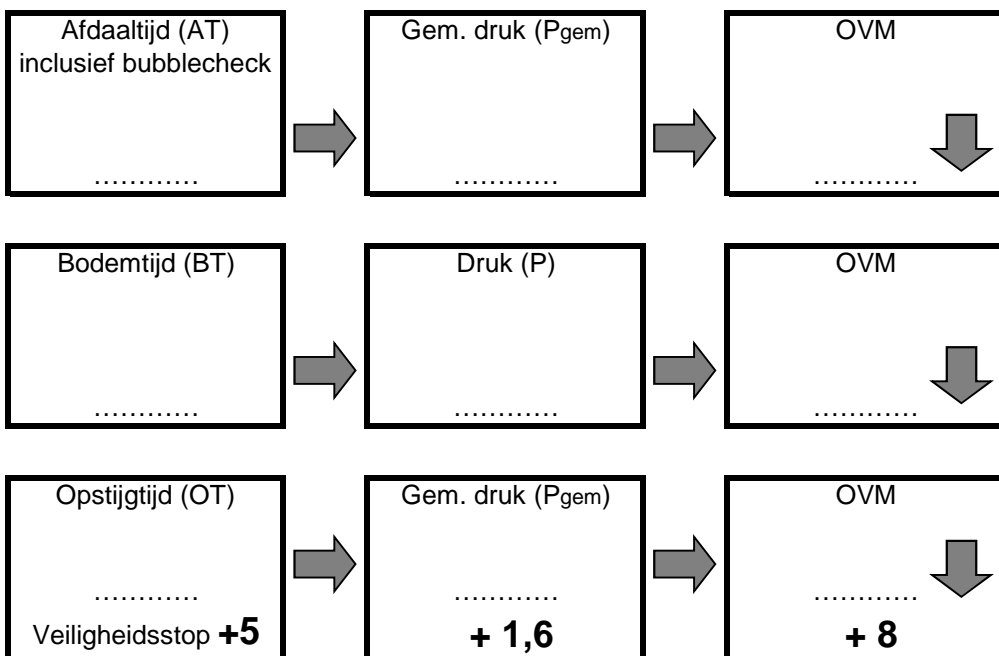 Afdaaltijd (AT)
inclusief bubblecheck
…………
Gem. druk (Pgem)
…………
OVM
…………
Bodemtijd (BT)
…………
Druk (P)
…………
OVM
…………
Opstijgtijd (OT)
…………
Veiligheidsstop +5
Gem. druk (Pgem)
…………
+ 1,6
OVM
…………
+ 8